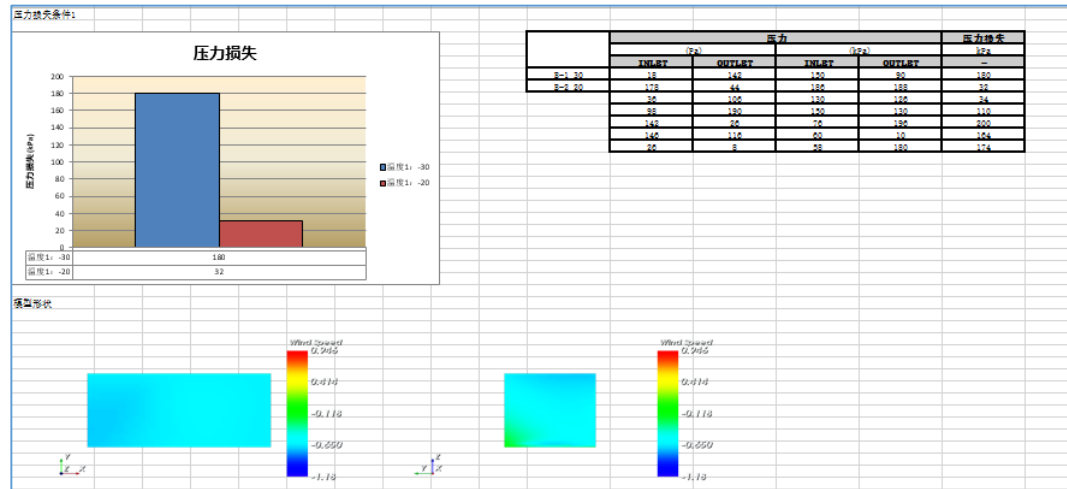 压力损失条件1
压力损失
200
180
160
140
120
100
80
60
40
20
0
压力损失(kPa)
温度1：-30
温度1：-20
温度1：-30 180
温度1：-20 32
压力 压力损失
(Pa) (kPa) kPa
INLET OUTLET INLET OUTLET -
E-1 30 18 142 150 90 180
E-2 20 178 44 186 188 32
36 106 130 126 34
98 190 150 130 110
142 26 76 196 200
146 116 60 10 164
26 8 58 180 174
模型形状
Wind Speed
0.946
0.414
-0.118
-0.650
-1.18
Y
Z X
Wind Speed
0.946
0.414
-0.118
-0.650
-1.18
Z
Y X